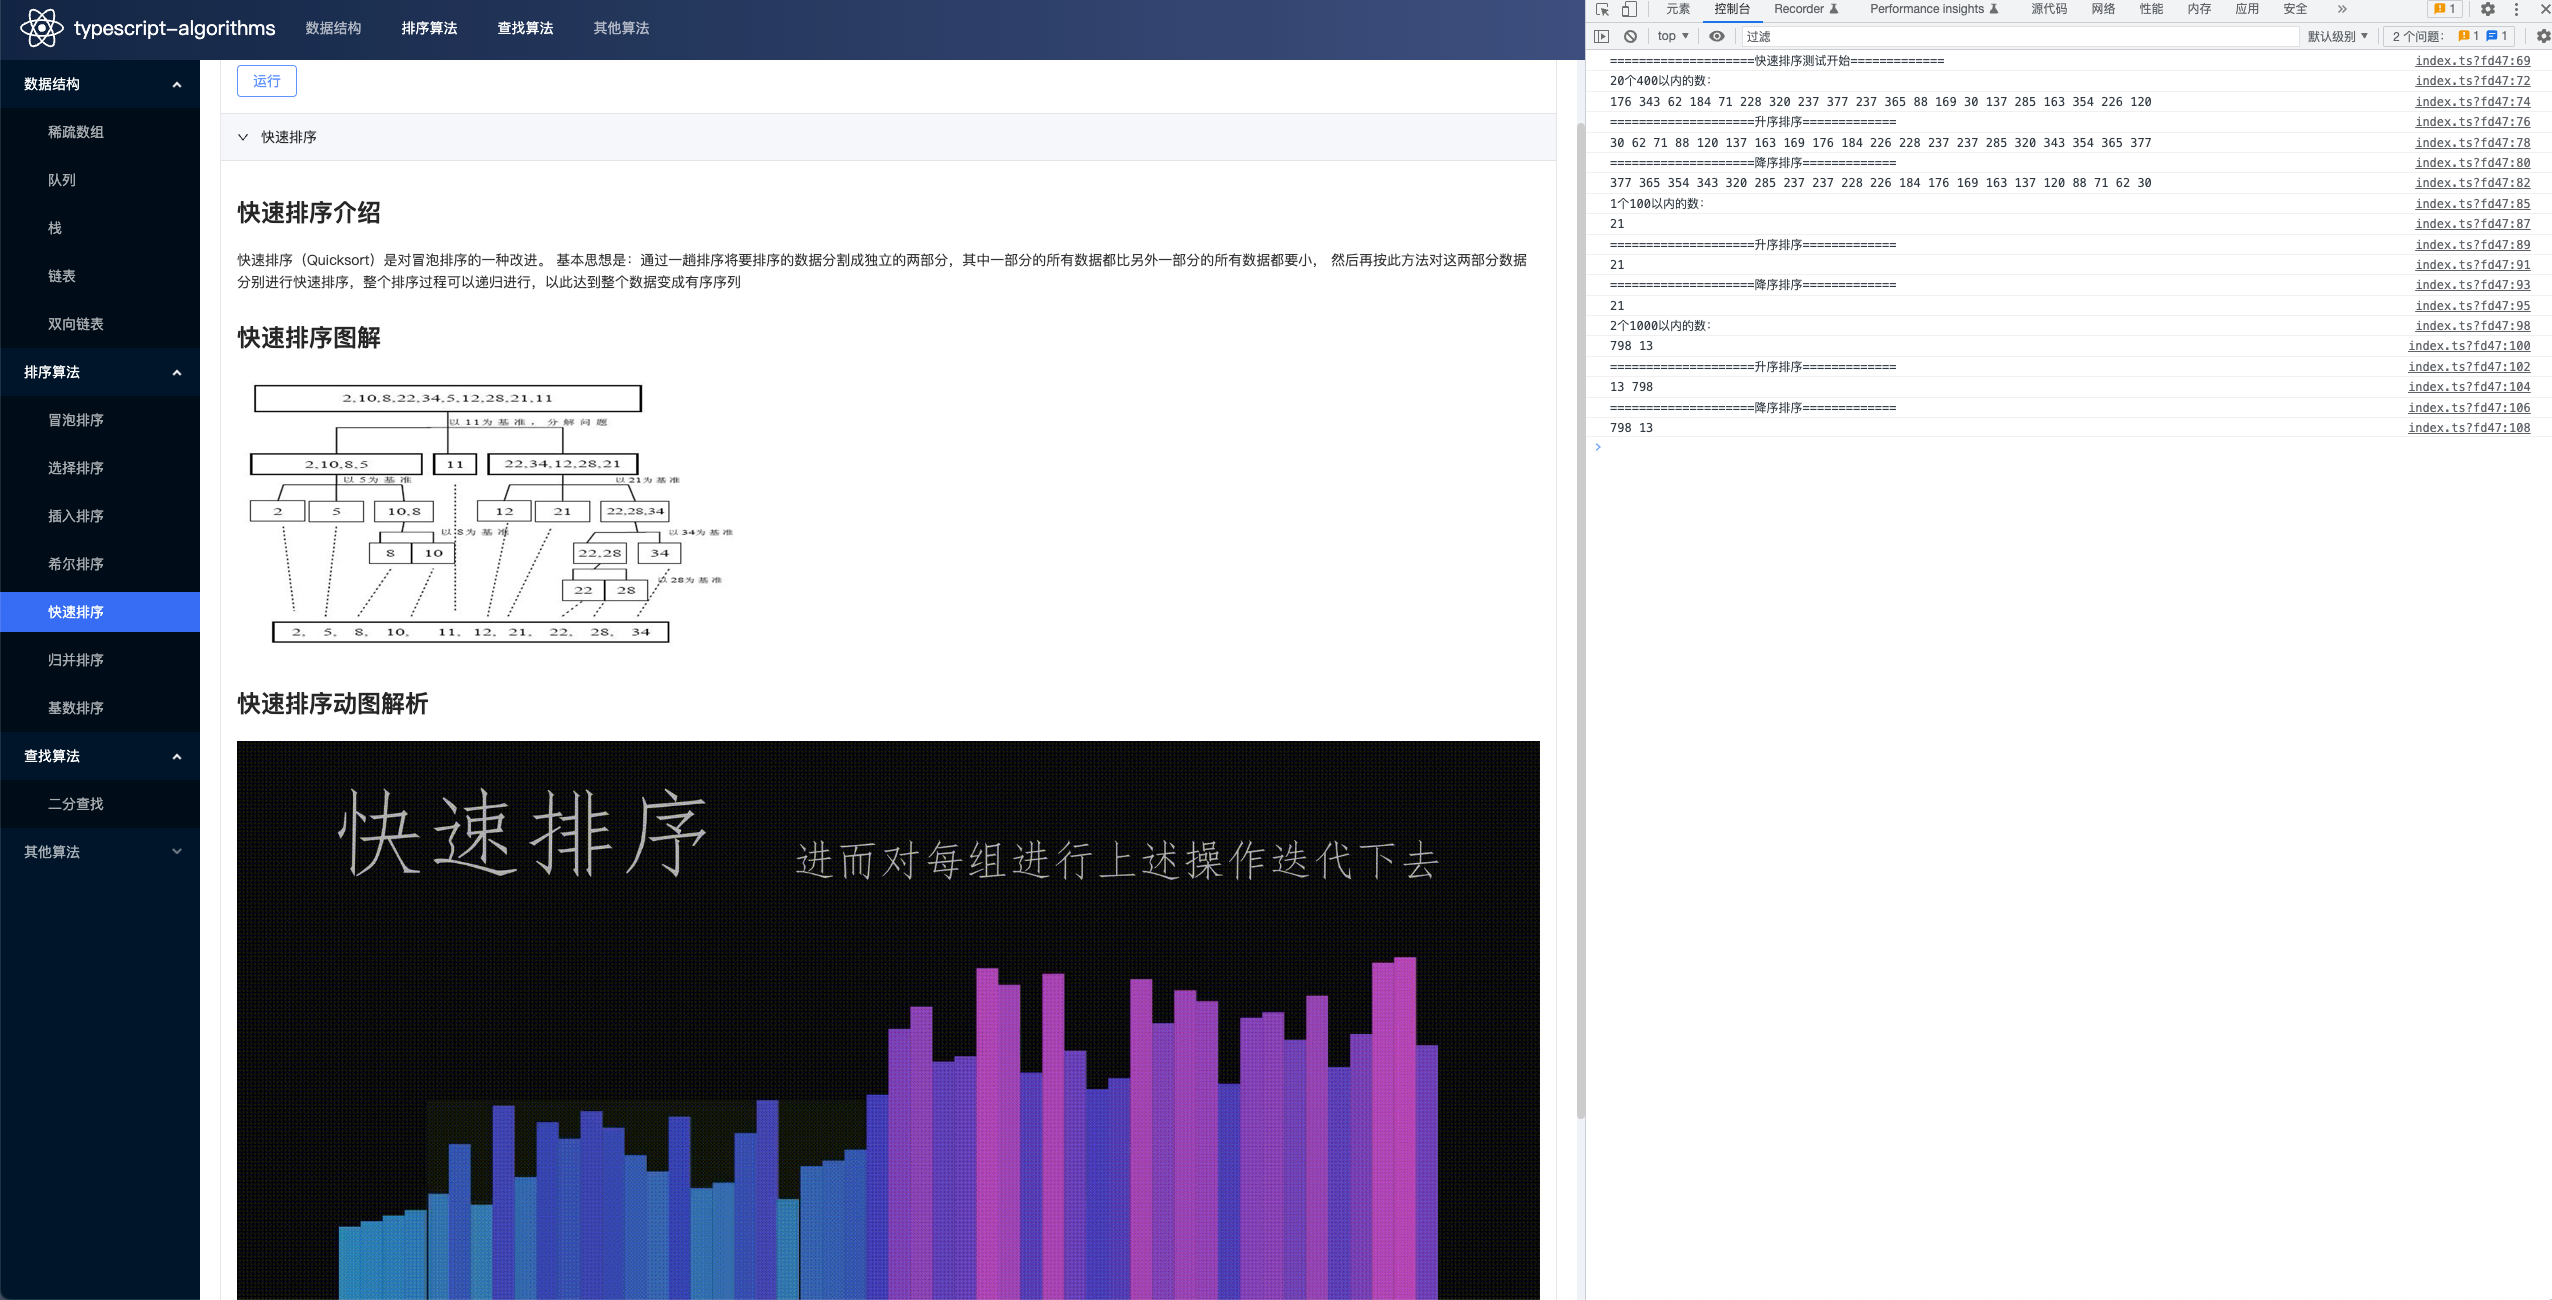 typescript-algorithms
数据结构 排序算法 查找算法 其他算法
数据结构
稀疏数组
队列
栈
链表
双向链表
排序算法
冒泡排序
选择排序
插入排序
希尔排序
快速排序
归并排序
基数排序
查找算法
二分查找
其他算法
运行
快速排序
快速排序介绍
快速排序（Quicksort）是对冒泡排序的一种改进。 基本思想是：通过一趟排序将要排序的数据分割成独立的两部分，其中一部分的所有数据都比另外一部分的所有数据都要小， 然后再按此方法对这两部分数据
分别进行快速排序，整个排序过程可以递归进行，以此达到整个数据变成有序序列
快速排序图解
2,10,8,22,34,5,12,28,21,11
以 11为 基 准 ， 分 解 问 题
2,10,8,5 11 22,34,12,28,21
以 5为 基 准 以 21为 基 准
2 5 10,8 12 21 22,28,34
以 8为 基 准 以 34为 基 准
8 10 22,28 34
以 28为 基 准
22 28
2, 5, 8, 10, 11, 12, 21, 22, 28, 34
快速排序动图解析
快速排序
进而对每组进行上述操作迭代下去
元素 控制台 Recorder Performance insights 源代码 网络 性能 内存 应用 安全 » 1
top 过滤 默认级别 2 个问题： 1 1
====================快速排序测试开始============= index.ts?fd47:69
20个400以内的数： index.ts?fd47:72
176 343 62 184 71 228 320 237 377 237 365 88 169 30 137 285 163 354 226 120 index.ts?fd47:74
====================升序排序============= index.ts?fd47:76
30 62 71 88 120 137 163 169 176 184 226 228 237 237 285 320 343 354 365 377 index.ts?fd47:78
====================降序排序============= index.ts?fd47:80
377 365 354 343 320 285 237 237 228 226 184 176 169 163 137 120 88 71 62 30 index.ts?fd47:82
1个100以内的数： index.ts?fd47:85
21 index.ts?fd47:87
====================升序排序============= index.ts?fd47:89
21 index.ts?fd47:91
====================降序排序============= index.ts?fd47:93
21 index.ts?fd47:95
2个1000以内的数： index.ts?fd47:98
798 13 index.ts?fd47:100
====================升序排序============= index.ts?fd47:102
13 798 index.ts?fd47:104
====================降序排序============= index.ts?fd47:106
798 13 index.ts?fd47:108